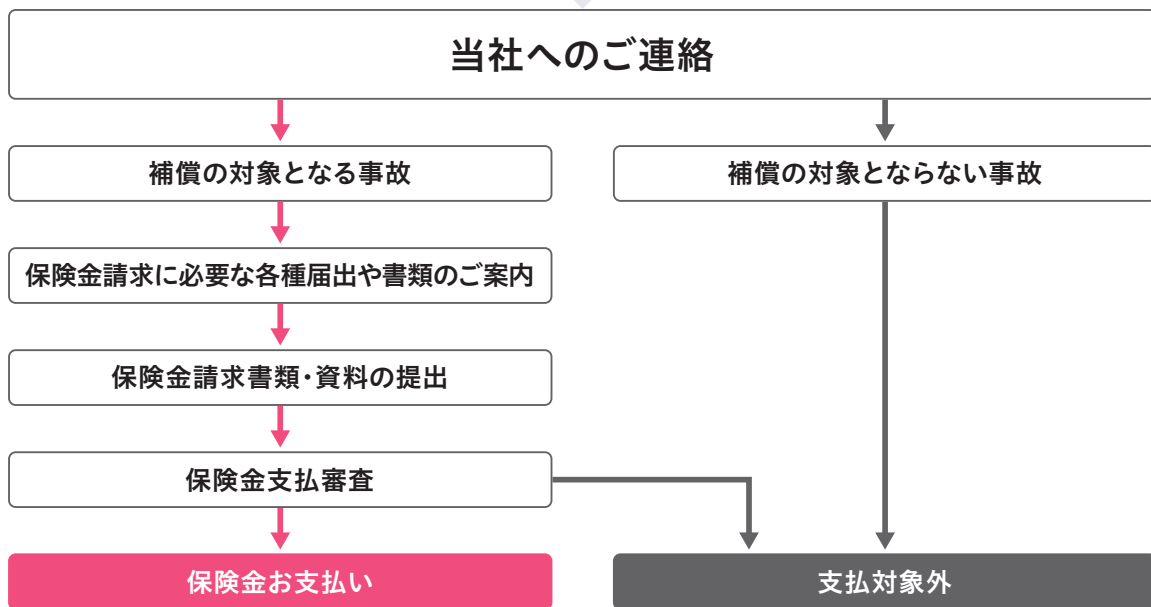 当社へのご連絡
補償の対象となる事故
補償の対象とならない事故
保険金請求に必要な各種届出や書類のご案内
保険金請求書類・資料の提出
保険金支払審査
保険金お支払い
支払対象外